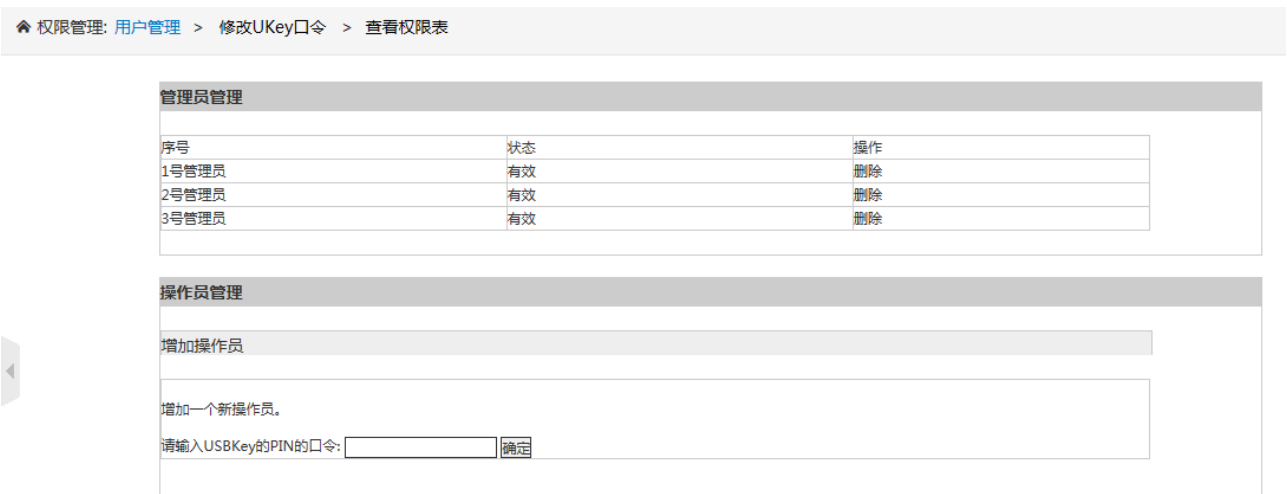 权限管理: 用户管理 > 修改UKey口令 > 查看权限表
管理员管理
序号 状态 操作
1号管理员 有效 删除
2号管理员 有效 删除
3号管理员 有效 删除
操作员管理
增加操作员
增加一个新操作员。
请输入USBKey的PIN的口令: 确定